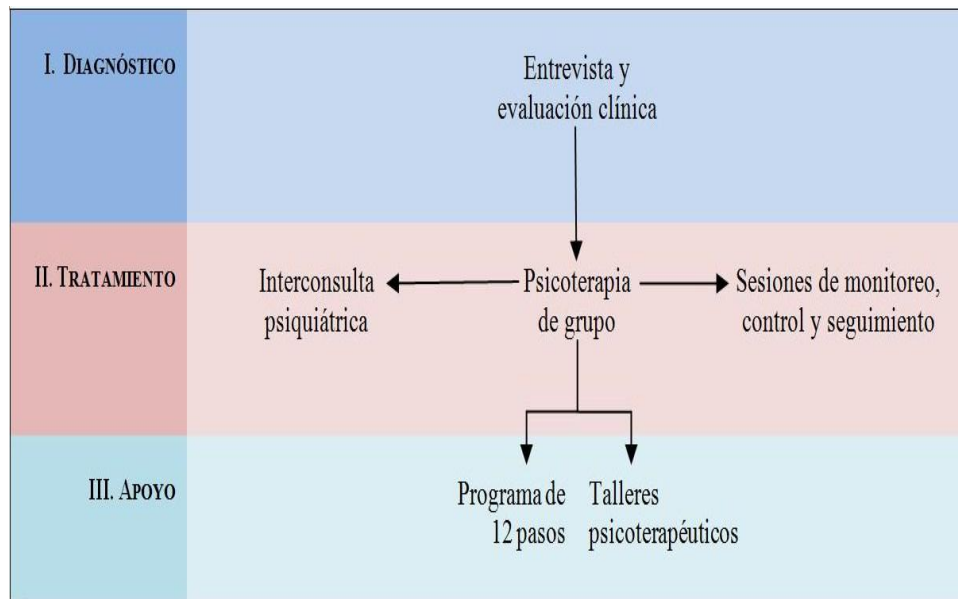 I. DIAGNÓSTICO
Entrevista y
evaluación clínica
II. TRATAMIENTO
Interconsulta
psiquiátrica
Psicoterapia
de grupo
Sesiones de monitoreo,
control y seguimiento
III. APOYO
Programa de
12 pasos
Talleres
psicoterapéuticos